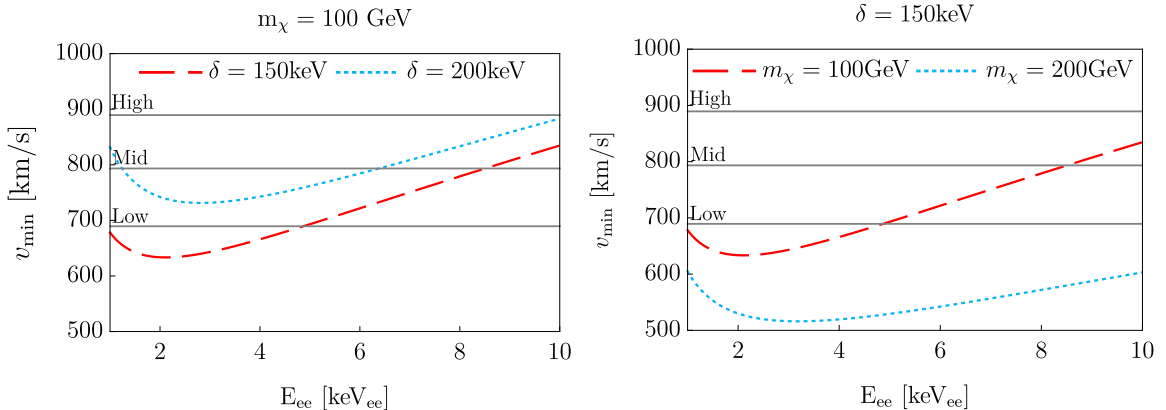 m_χ = 100 GeV
δ = 150keV δ = 200keV
1000
900
800
700
600
500
High
Mid
Low
v_min [km/s]
2 4 6 8 10
E_ee [keV_ee]
δ = 150keV
m_χ = 100GeV m_χ = 200GeV
1000
900
800
700
600
500
High
Mid
Low
v_min [km/s]
2 4 6 8 10
E_ee [keV_ee]